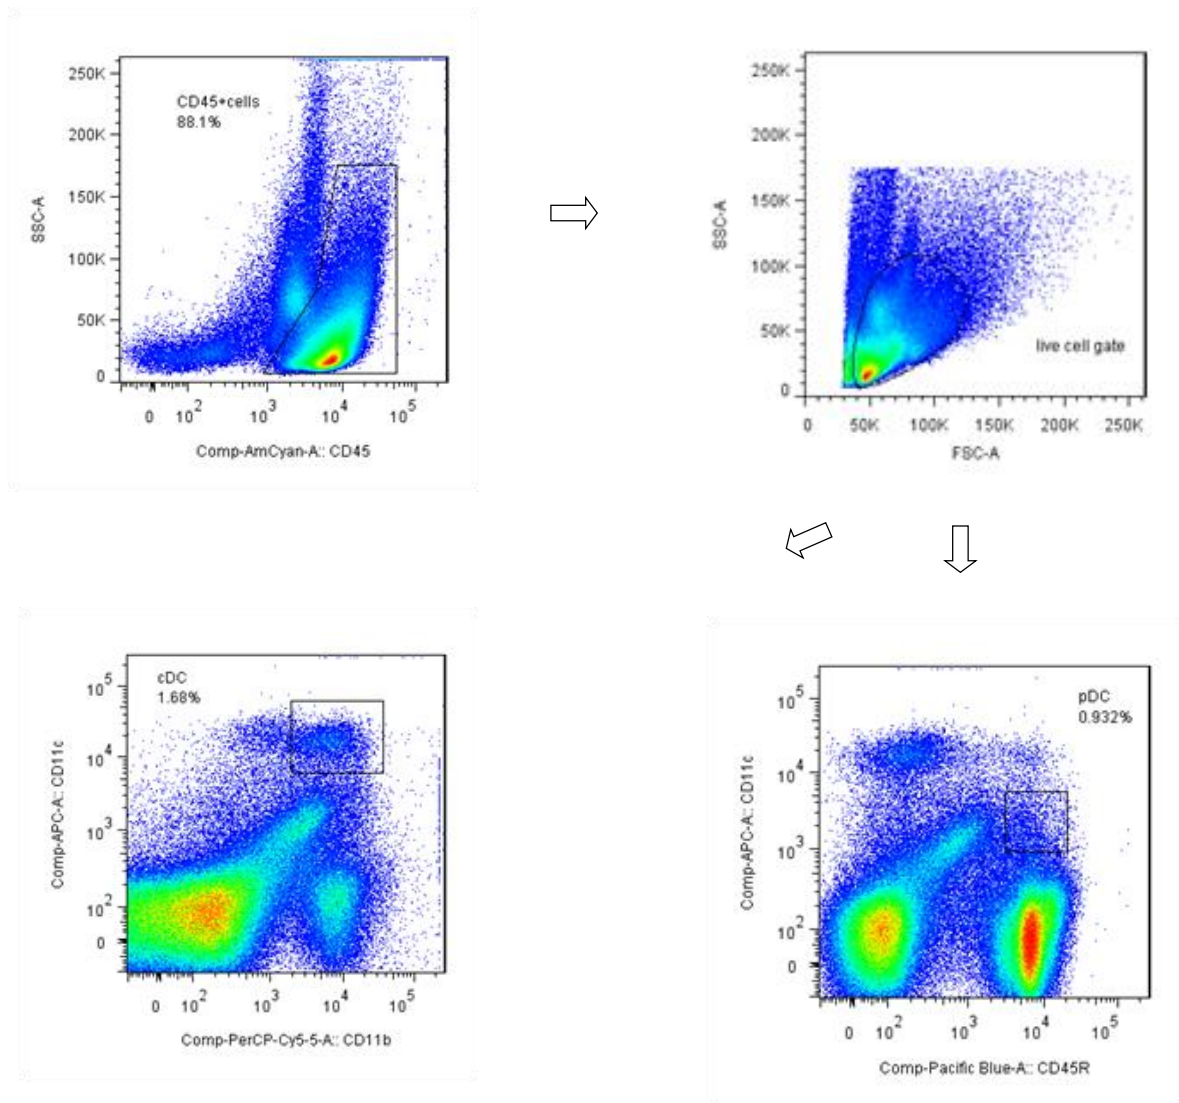 250K
200K
150K
100K
50K
0
SSC-A
CD45+cells
88.1%
0 10^2 10^3 10^4 10^5
Comp-AmCyan-A:: CD45
250K
200K
150K
100K
50K
0
SSC-A
live cell gate
0 50K 100K 150K 200K 250K
FSC-A
10^5
10^4
10^3
10^2
0
Comp-APC-A:: CD11c
cDC
1.68%
0 10^2 10^3 10^4 10^5
Comp-PerCP-Cy5-5-A:: CD11b
10^5
10^4
10^3
10^2
0
Comp-APC-A:: CD11c
pDC
0.932%
0 10^2 10^3 10^4 10^5
Comp-Pacific Blue-A:: CD45R